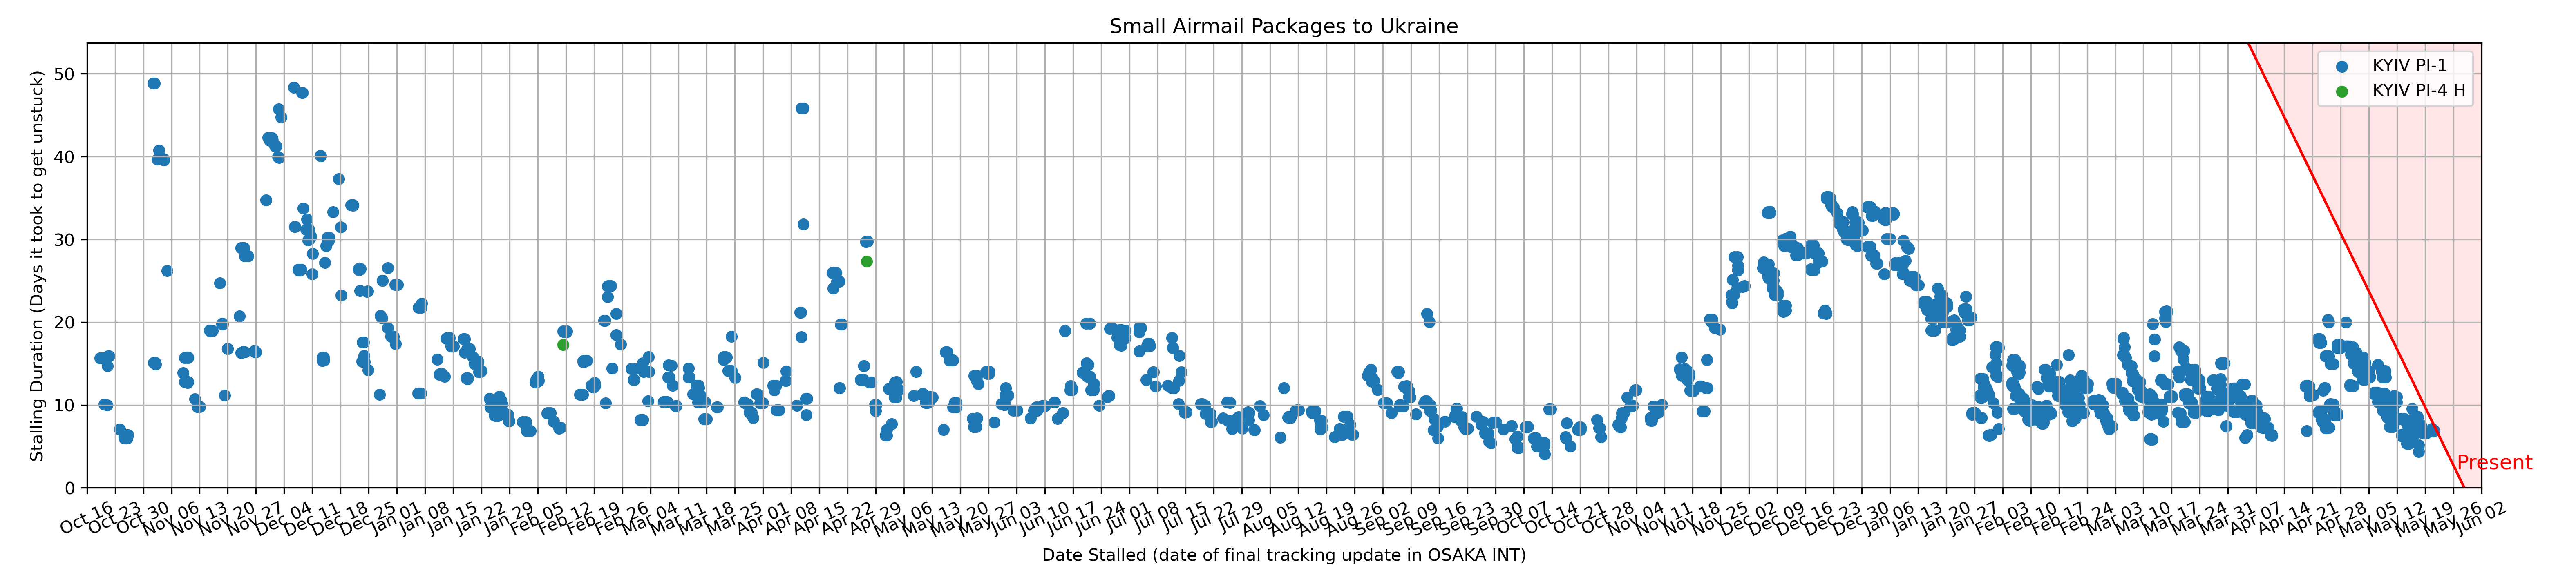 Small Airmail Packages to Ukraine
Stalling Duration (Days it took to get unstuck)
50
40
30
20
10
0
KYIV PI-1
KYIV PI-4 H
Present
Oct 16
Oct 23
Oct 30
Nov 06
Nov 13
Nov 20
Nov 27
Dec 04
Dec 11
Dec 18
Dec 25
Jan 01
Jan 08
Jan 15
Jan 22
Jan 29
Feb 05
Feb 12
Feb 19
Feb 26
Mar 04
Mar 11
Mar 18
Mar 25
Apr 01
Apr 08
Apr 15
Apr 22
Apr 29
May 06
May 13
May 20
May 27
Jun 03
Jun 10
Jun 17
Jun 24
Jul 01
Jul 08
Jul 15
Jul 22
Jul 29
Aug 05
Aug 12
Aug 19
Aug 26
Sep 02
Sep 09
Sep 16
Sep 23
Sep 30
Oct 07
Oct 14
Oct 21
Oct 28
Nov 04
Nov 11
Nov 18
Nov 25
Dec 02
Dec 09
Dec 16
Dec 23
Dec 30
Jan 06
Jan 13
Jan 20
Jan 27
Feb 03
Feb 10
Feb 17
Feb 24
Mar 03
Mar 10
Mar 17
Mar 24
Mar 31
Apr 07
Apr 14
Apr 21
Apr 28
May 05
May 12
May 19
May 26
Jun 02
Date Stalled (date of final tracking update in OSAKA INT)